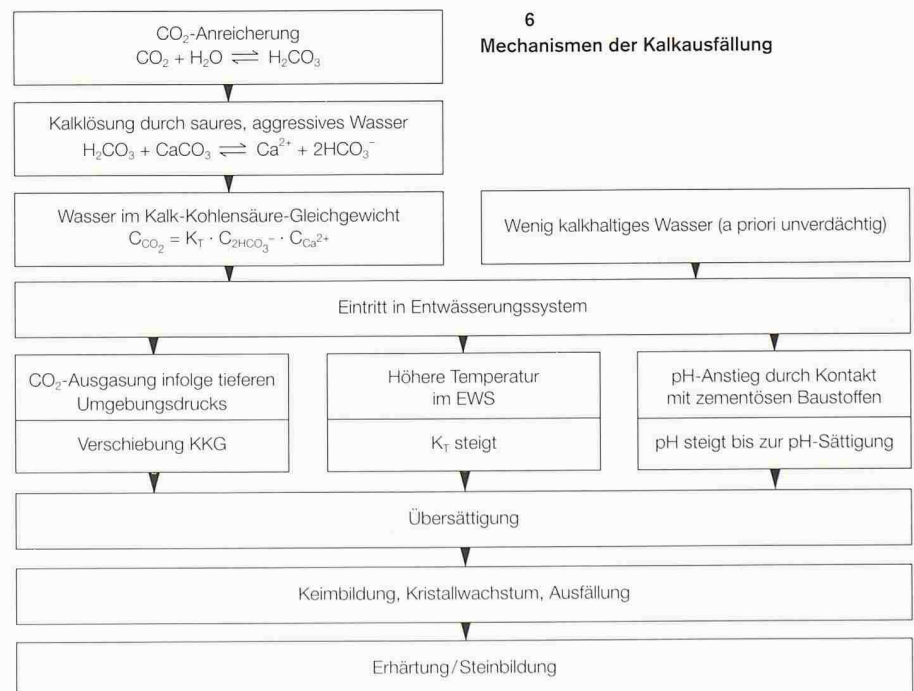 6
Mechanismen der Kalkausfällung
CO₂-Anreicherung
CO₂ + H₂O ⇌ H₂CO₃
Kalklösung durch saures, aggressives Wasser
H₂CO₃ + CaCO₃ ⇌ Ca²⁺ + 2HCO₃⁻
Wasser im Kalk-Kohlensäure-Gleichgewicht
C_CO₂ = K_T · C_2HCO₃⁻ · C_Ca²⁺
Wenig kalkhaltiges Wasser (a priori unverdächtig)
Eintritt in Entwässerungssystem
CO₂-Ausgasung infolge tieferen
Umgebungsdrucks
Verschiebung KKG
Höhere Temperatur
im EWS
K_T steigt
pH-Anstieg durch Kontakt
mit zementösen Baustoffen
pH steigt bis zur pH-Sättigung
Übersättigung
Keimbildung, Kristallwachstum, Ausfällung
Erhärtung/Steinbildung